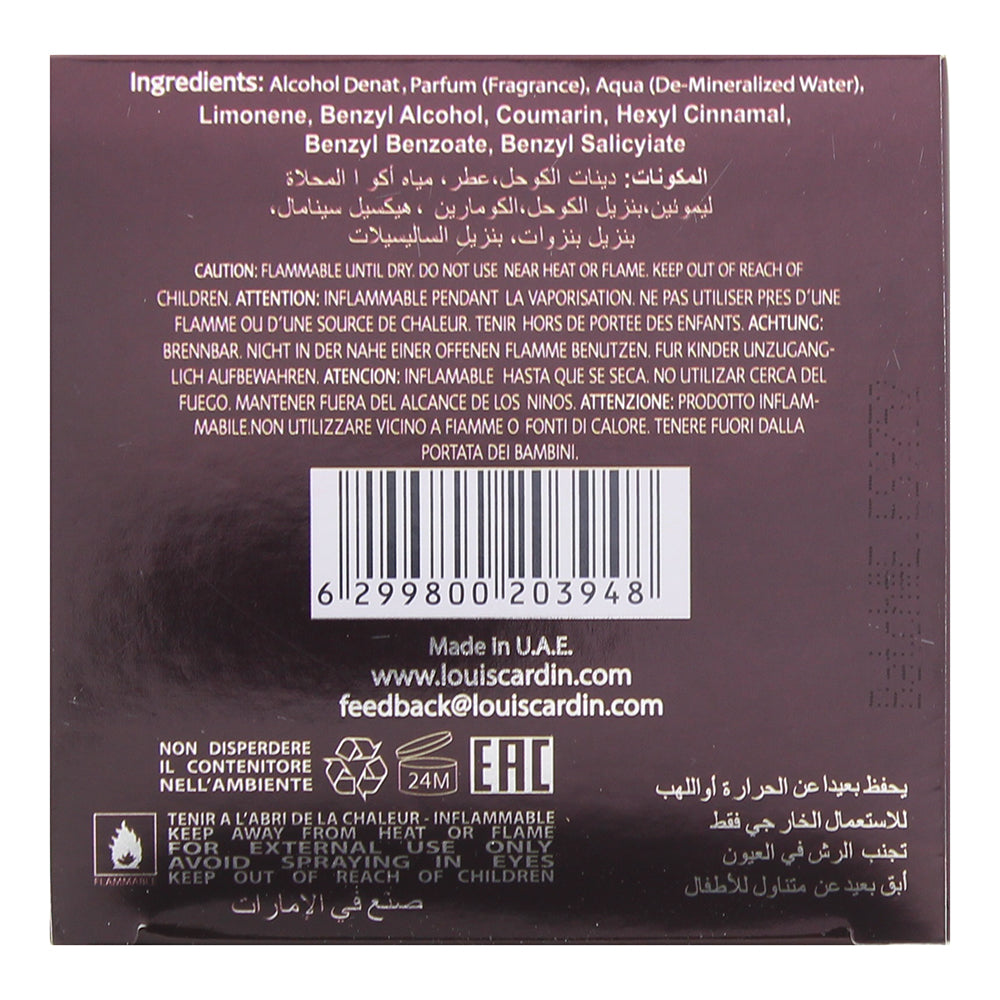 Ingredients: Alcohol Denat, Parfum (Fragrance), Aqua (De-Mineralized Water),
Limonene, Benzyl Alcohol, Coumarin, Hexyl Cinnamal,
Benzyl Benzoate, Benzyl Salicyiate
المكونات: دينات الكوحل،عطر، مياه أكو ا المحلاة
ليمونين،بنزيل الكوحل،الكومارين ، هيكسيل سينامال،
بنزيل بنزوات، بنزيل الساليسيلات
CAUTION: FLAMMABLE UNTIL DRY. DO NOT USE NEAR HEAT OR FLAME. KEEP OUT OF REACH OF
CHILDREN. ATTENTION: INFLAMMABLE PENDANT LA VAPORISATION. NE PAS UTILISER PRES D'UNE
FLAMME OU D'UNE SOURCE DE CHALEUR. TENIR HORS DE PORTEE DES ENFANTS. ACHTUNG:
BRENNBAR. NICHT IN DER NAHE EINER OFFENEN FLAMME BENUTZEN. FUR KINDER UNZUGANG-
LICH AUFBEWAHREN. ATENCION: INFLAMABLE HASTA QUE SE SECA. NO UTILIZAR CERCA DEL
FUEGO. MANTENER FUERA DEL ALCANCE DE LOS NINOS. ATTENZIONE: PRODOTTO INFLAM-
MABILE.NON UTILIZZARE VICINO A FIAMME O FONTI DI CALORE. TENERE FUORI DALLA
PORTATA DEI BAMBINI.
6 299800 203948
Made in U.A.E.
www.louiscardin.com
feedback@louiscardin.com
NON DISPERDERE
IL CONTENITORE
NELL'AMBIENTE
24M
EAC
TENIR A L'ABRI DE LA CHALEUR - INFLAMMABLE
KEEP AWAY FROM HEAT OR FLAME
FOR EXTERNAL USE ONLY
AVOID SPRAYING IN EYES
KEEP OUT OF REACH OF CHILDREN
FLAMMABLE
صنع في الإمارات
يحفظ بعيدا عن الحرارة أواللهب
للاستعمال الخار جي فقط
تجنب الرش في العيون
أبق بعيد عن متناول للأطفال